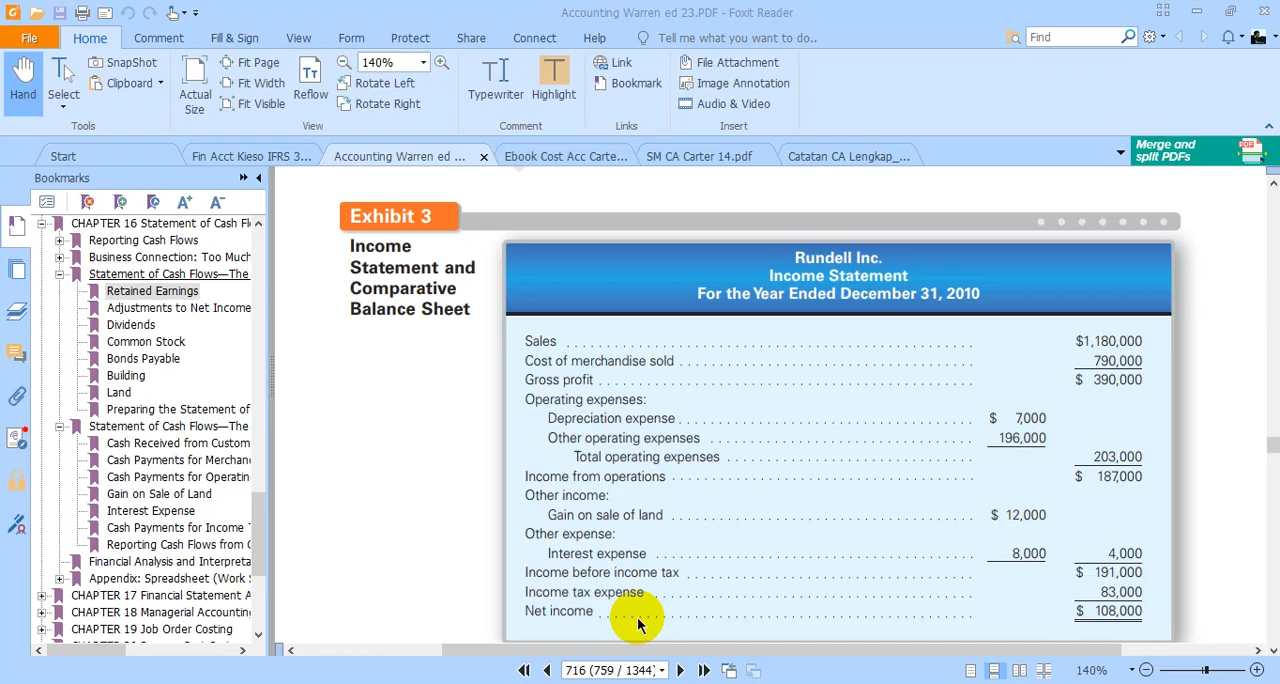 Accounting Warren ed 23.PDF - Foxit Reader
File Home Comment Fill & Sign View Form Protect Share Connect Help Tell me what you want to do.. Find
Hand
Select
SnapShot
Clipboard
Tools
Actual
Size
Fit Page
Fit Width
Fit Visible
Reflow
140%
Rotate Left
Rotate Right
View
Typewriter
Highlight
Comment
Link
Bookmark
Links
File Attachment
Image Annotation
Audio & Video
Insert
Start
Fin Acct Kieso IFRS 3...
Accounting Warren ed ...
Ebook Cost Acc Carte...
SM CA Carter 14.pdf
Catatan CA Lengkap_...
Merge and
split PDFs
Bookmarks
CHAPTER 16 Statement of Cash Fl
Reporting Cash Flows
Business Connection: Too Much
Statement of Cash Flows—The
Retained Earnings
Adjustments to Net Income
Dividends
Common Stock
Bonds Payable
Building
Land
Preparing the Statement of
Statement of Cash Flows—The
Cash Received from Custom
Cash Payments for Merchan
Cash Payments for Operatin
Gain on Sale of Land
Interest Expense
Cash Payments for Income
Reporting Cash Flows from
Financial Analysis and Interpreta
Appendix: Spreadsheet (Work
CHAPTER 17 Financial Statement A
CHAPTER 18 Managerial Accounting
CHAPTER 19 Job Order Costing
Exhibit 3
Income
Statement and
Comparative
Balance Sheet
Rundell Inc.
Income Statement
For the Year Ended December 31, 2010
Sales $1,180,000
Cost of merchandise sold 790,000
Gross profit $ 390,000
Operating expenses:
Depreciation expense $ 7,000
Other operating expenses 196,000
Total operating expenses 203,000
Income from operations $ 187,000
Other income:
Gain on sale of land $ 12,000
Other expense:
Interest expense 8,000 4,000
Income before income tax $ 191,000
Income tax expense 83,000
Net income $ 108,000
716 (759 / 1344)
140%